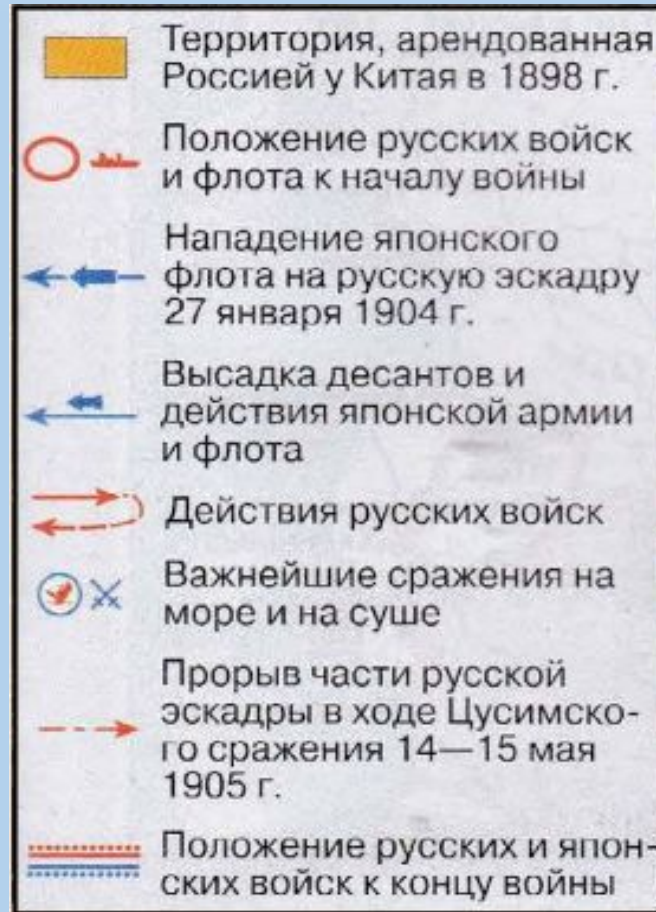 Территория, арендованная
Россией у Китая в 1898 г.
Положение русских войск
и флота к началу войны
Нападение японского
флота на русскую эскадру
27 января 1904 г.
Высадка десантов и
действия японской армии
и флота
Действия русских войск
Важнейшие сражения на
море и на суше
Прорыв части русской
эскадры в ходе Цусимско-
го сражения 14—15 мая
1905 г.
Положение русских и япон-
ских войск к концу войны